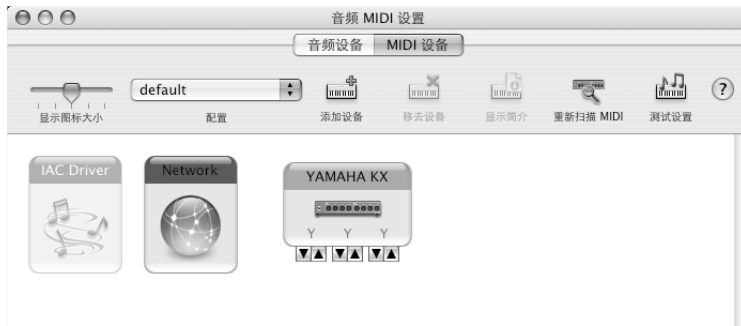 音频 MIDI 设置
音频设备 MIDI 设备
default
?
显示图标大小 配置 添加设备 移去设备 显示简介 重新扫描 MIDI 测试设置
IAC Driver Network YAMAHA KX
Y Y Y